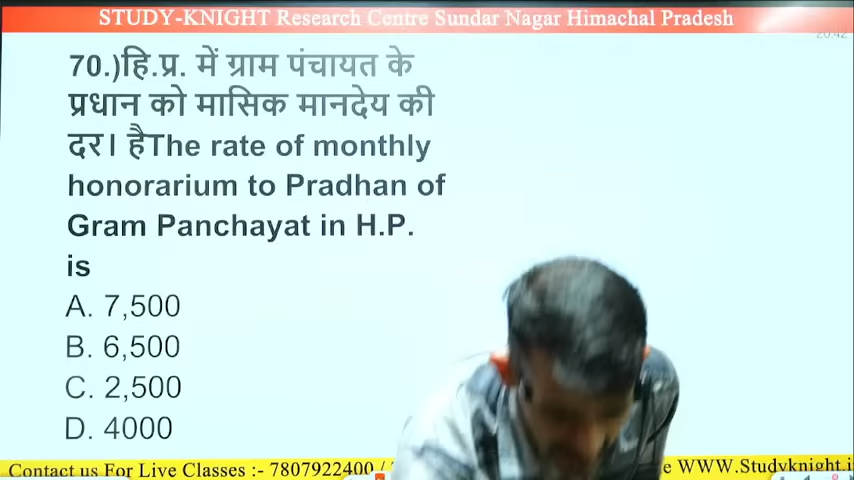 STUDY-KNIGHT Research Centre Sundar Nagar Himachal Pradesh
20:42
70.)हि.प्र. में ग्राम पंचायत के
प्रधान को मासिक मानदेय की
दर। हैThe rate of monthly
honorarium to Pradhan of
Gram Panchayat in H.P.
is
A. 7,500
B. 6,500
C. 2,500
D. 4000
Contact us For Live Classes :- 7807922400 / e WWW.Studyknight.i